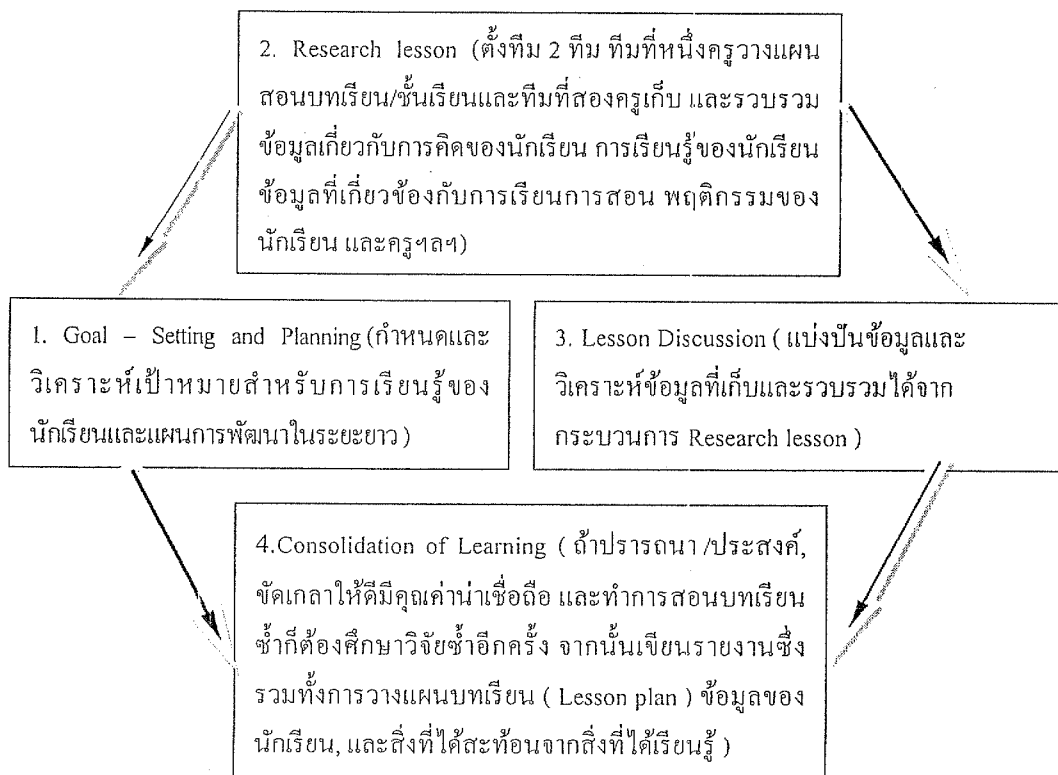 2. Research lesson (ตั้งทีม 2 ทีม ทีมที่หนึ่งครูวางแผน
สอนบทเรียน/ชั้นเรียนและทีมที่สองครูเก็บ และรวบรวม
ข้อมูลเกี่ยวกับการคิดของนักเรียน การเรียนรู้ของนักเรียน
ข้อมูลที่เกี่ยวข้องกับการเรียนการสอน พฤติกรรมของ
นักเรียน และครูฯลฯ)
1. Goal – Setting and Planning (กำหนดและ
วิเคราะห์เป้าหมายสำหรับการเรียนรู้ของ
นักเรียนและแผนการพัฒนาในระยะยาว )
3. Lesson Discussion ( แบ่งปันข้อมูลและ
วิเคราะห์ข้อมูลที่เก็บและรวบรวมได้จาก
กระบวนการ Research lesson )
4.Consolidation of Learning ( ถ้าปรารถนา /ประสงค์,
ขัดเกลาให้ดีมีคุณค่าน่าเชื่อถือ และทำการสอนบทเรียน
ซ้ำก็ต้องศึกษาวิจัยซ้ำอีกครั้ง จากนั้นเขียนรายงานซึ่ง
รวมทั้งการวางแผนบทเรียน ( Lesson plan ) ข้อมูลของ
นักเรียน, และสิ่งที่ได้สะท้อนจากสิ่งที่ได้เรียนรู้ )